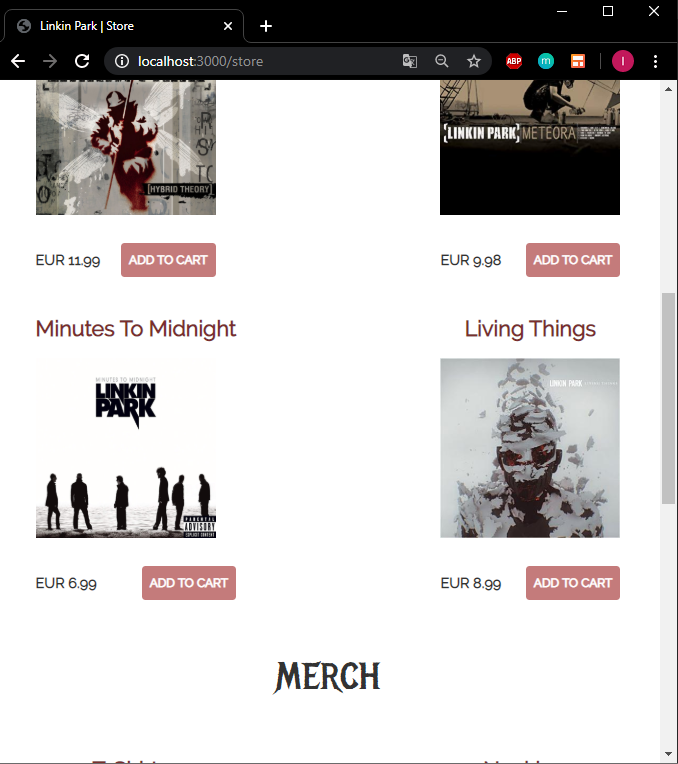 Linkin Park | Store
localhost:3000/store
ABP
m
I
[HYBRID THEORY]
[LINKIN PARK] METEORA
EUR 11.99 ADD TO CART
EUR 9.98 ADD TO CART
Minutes To Midnight
Living Things
MINUTES TO MIDNIGHT
LINKIN
PARK
PARENTAL
ADVISORY
EXPLICIT CONTENT
LINKIN PARK
EUR 6.99 ADD TO CART
EUR 8.99 ADD TO CART
MERCH